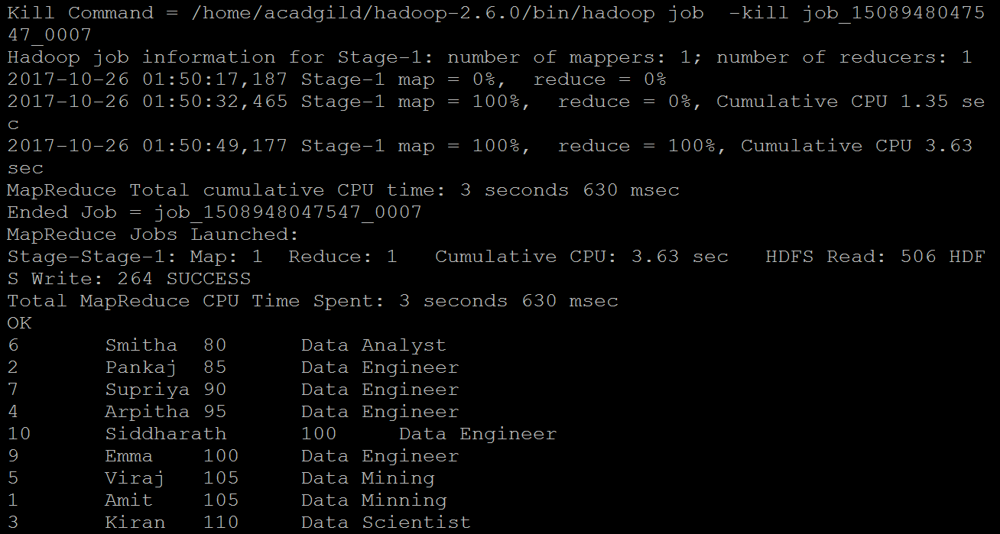 Kill Command = /home/acadgild/hadoop-2.6.0/bin/hadoop job  -kill job_15089480475
47_0007
Hadoop job information for Stage-1: number of mappers: 1; number of reducers: 1
2017-10-26 01:50:17,187 Stage-1 map = 0%,  reduce = 0%
2017-10-26 01:50:32,465 Stage-1 map = 100%,  reduce = 0%, Cumulative CPU 1.35 se
c
2017-10-26 01:50:49,177 Stage-1 map = 100%,  reduce = 100%, Cumulative CPU 3.63
sec
MapReduce Total cumulative CPU time: 3 seconds 630 msec
Ended Job = job_1508948047547_0007
MapReduce Jobs Launched:
Stage-Stage-1: Map: 1  Reduce: 1   Cumulative CPU: 3.63 sec   HDFS Read: 506 HDF
S Write: 264 SUCCESS
Total MapReduce CPU Time Spent: 3 seconds 630 msec
OK
6       Smitha  80      Data Analyst
2       Pankaj  85      Data Engineer
7       Supriya 90      Data Engineer
4       Arpitha 95      Data Engineer
10      Siddharath      100     Data Engineer
9       Emma    100     Data Engineer
5       Viraj   105     Data Mining
1       Amit    105     Data Minning
3       Kiran   110     Data Scientist